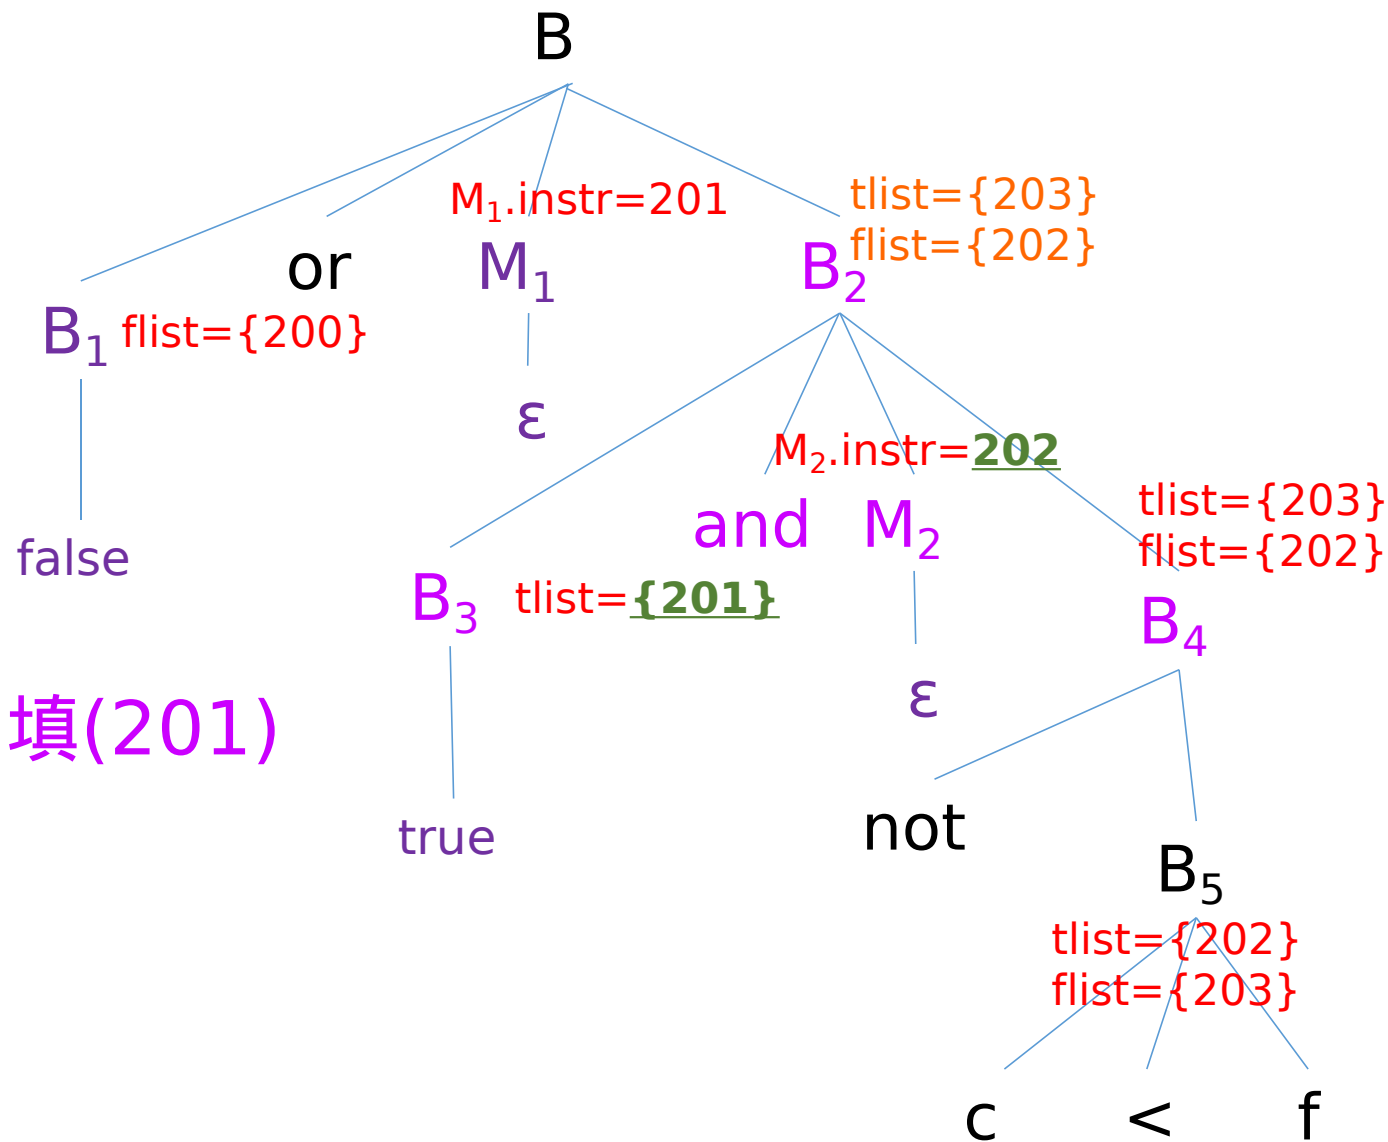 B
M₁.instr=201
tlist={203}
flist={202}
or
M₁
B₂
B₁ flist={200}
ε
M₂.instr=202
tlist={203}
flist={202}
and M₂
false
B₃ tlist={201}
B₄
ε
填(201)
true
not
B₅
tlist={202}
flist={203}
c < f